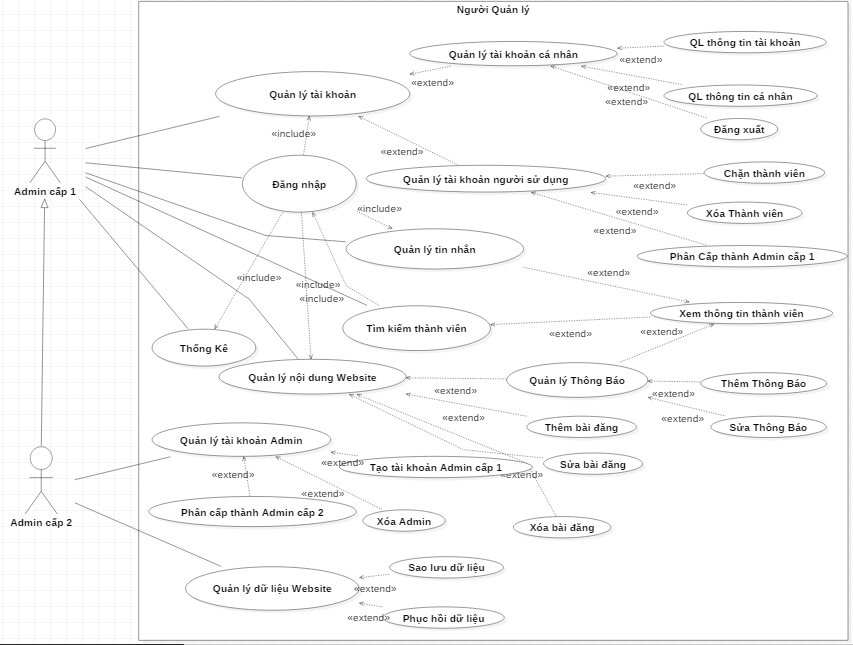 Người Quản lý
QL thông tin tài khoản
Quản lý tài khoản cá nhân
«extend»
«extend»
Quản lý tài khoản
«extend»
QL thông tin cá nhân
«extend»
Đăng xuất
«include»
«extend»
Chặn thành viên
Quản lý tài khoản người sử dụng
Đăng nhập
«extend»
Admin cấp 1
«include»
«extend»
Xóa Thành viên
«extend»
Quản lý tin nhắn
Phân Cấp thành Admin cấp 1
«extend»
«include»
«include»
«include»
Xem thông tin thành viên
Tìm kiếm thành viên
«extend»
«extend»
Thống Kê
Quản lý nội dung Website
Quản lý Thông Báo
Thêm Thông Báo
«extend»
«extend»
«extend»
«extend»
Thêm bài đăng
Sửa Thông Báo
Quản lý tài khoản Admin
«extend»
Tạo tài khoản Admin cấp 1
Sửa bài đăng
«extend»
«extend»
«extend»
Phân cấp thành Admin cấp 2
Xóa Admin
Admin cấp 2
Xóa bài đăng
Sao lưu dữ liệu
Quản lý dữ liệu Website
«extend»
«extend»
Phục hồi dữ liệu